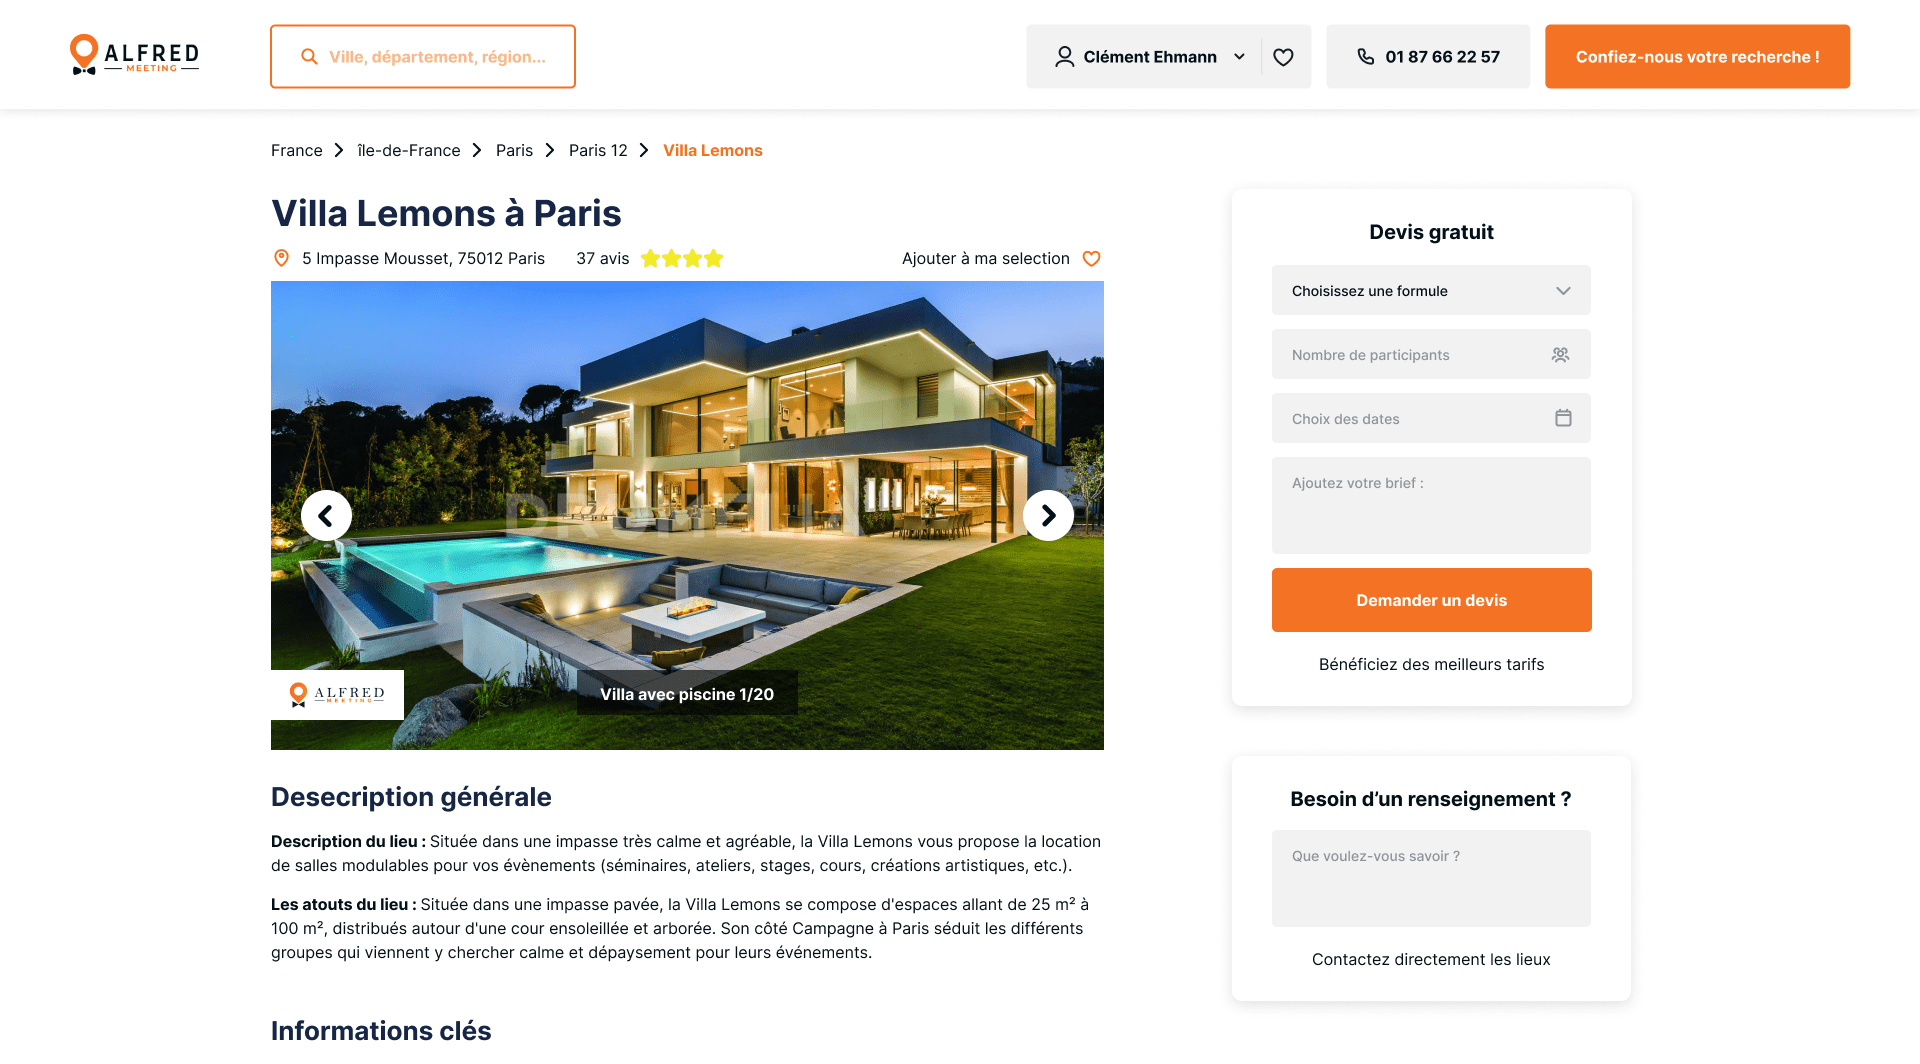 ALFRED
MEETING
Ville, département, région...
Clément Ehmann
01 87 66 22 57
Confiez-nous votre recherche !
France
île-de-France
Paris
Paris 12
Villa Lemons
Villa Lemons à Paris
5 Impasse Mousset, 75012 Paris
37 avis
Ajouter à ma selection
ALFRED
MEETING
Villa avec piscine 1/20
Desecription générale
Description du lieu : Située dans une impasse très calme et agréable, la Villa Lemons vous propose la location
de salles modulables pour vos évènements (séminaires, ateliers, stages, cours, créations artistiques, etc.).
Les atouts du lieu : Située dans une impasse pavée, la Villa Lemons se compose d'espaces allant de 25 m² à
100 m², distribués autour d'une cour ensoleillée et arborée. Son côté Campagne à Paris séduit les différents
groupes qui viennent y chercher calme et dépaysement pour leurs événements.
Informations clés
Devis gratuit
Choisissez une formule
Nombre de participants
Choix des dates
Ajoutez votre brief :
Demander un devis
Bénéficiez des meilleurs tarifs
Besoin d’un renseignement ?
Que voulez-vous savoir ?
Contactez directement les lieux